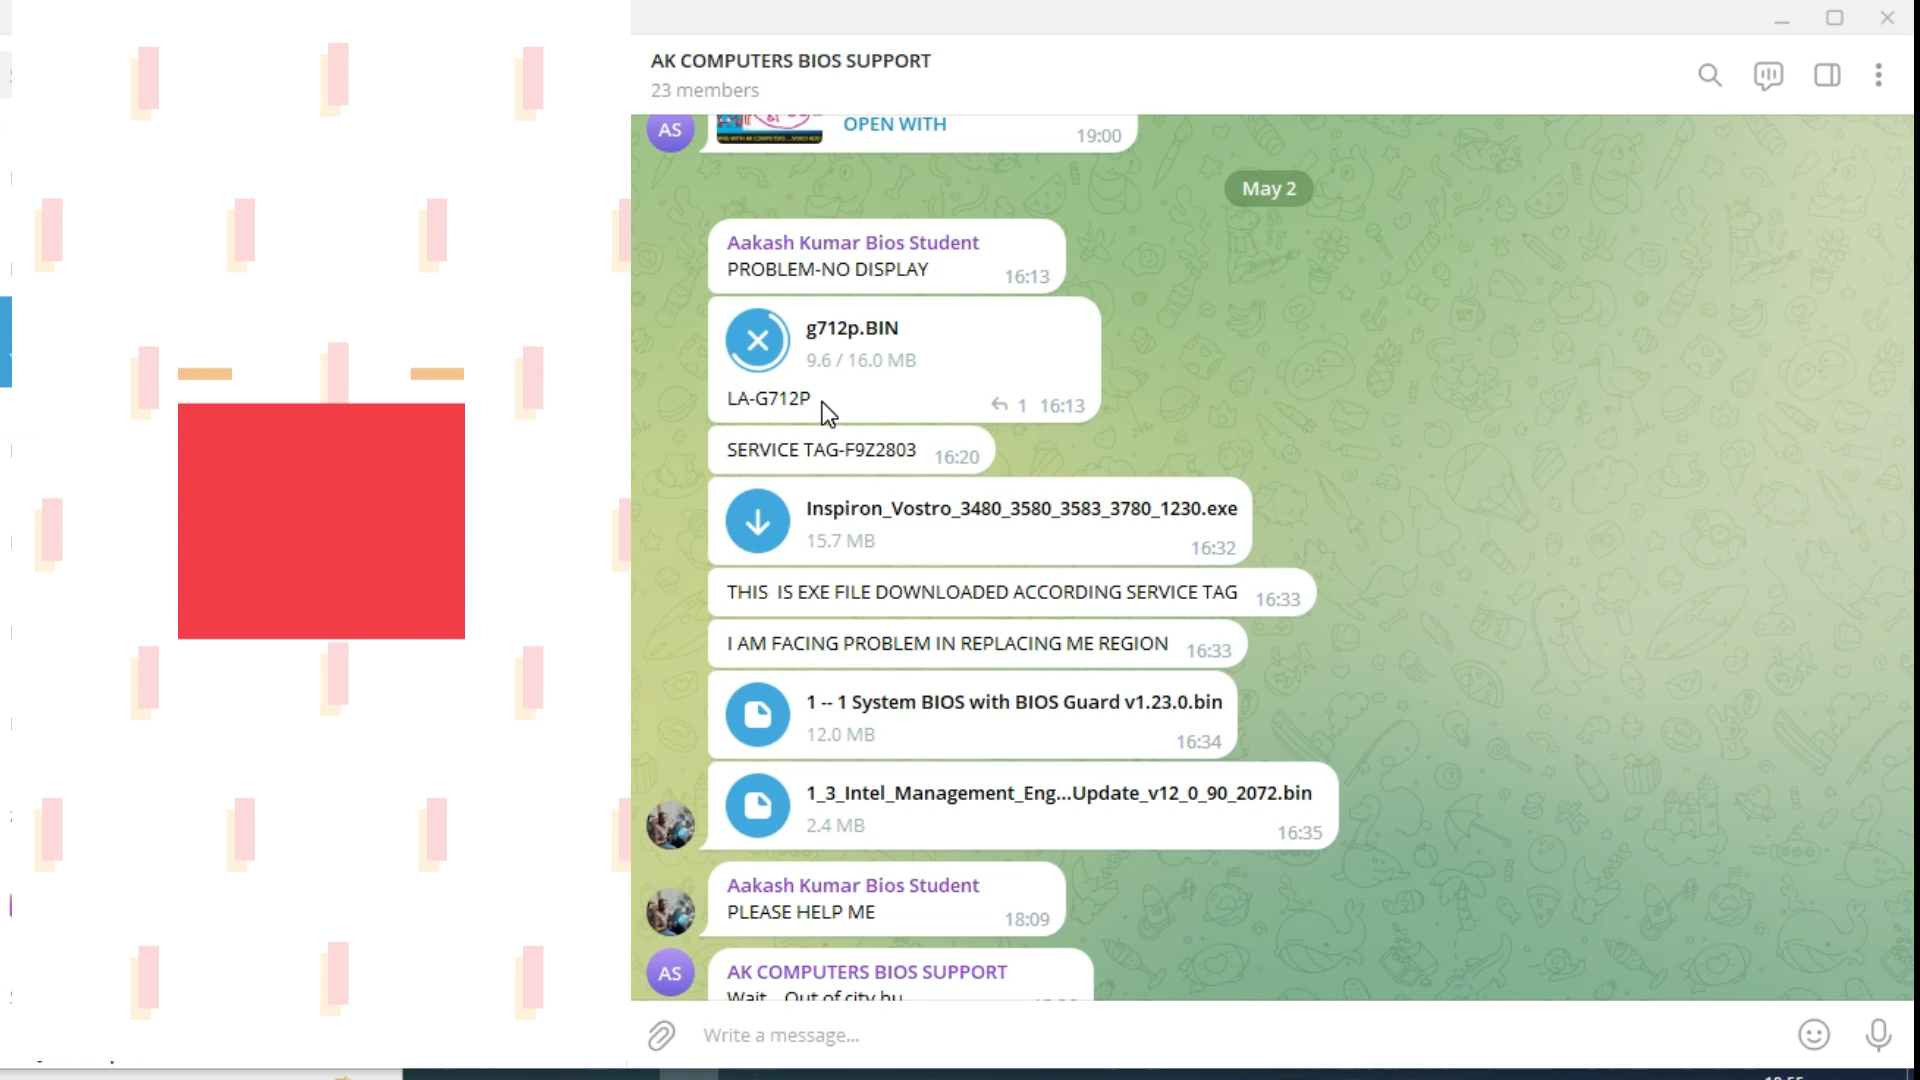 AK COMPUTERS BIOS SUPPORT
23 members
AS
OPEN WITH
19:00
May 2
Aakash Kumar Bios Student
PROBLEM-NO DISPLAY
16:13
g712p.BIN
9.6 / 16.0 MB
LA-G712P
1 16:13
SERVICE TAG-F9Z2803
16:20
Inspiron_Vostro_3480_3580_3583_3780_1230.exe
15.7 MB
16:32
THIS IS EXE FILE DOWNLOADED ACCORDING SERVICE TAG
16:33
I AM FACING PROBLEM IN REPLACING ME REGION
16:33
1 -- 1 System BIOS with BIOS Guard v1.23.0.bin
12.0 MB
16:34
1_3_Intel_Management_Eng...Update_v12_0_90_2072.bin
2.4 MB
16:35
Aakash Kumar Bios Student
PLEASE HELP ME
18:09
AS
AK COMPUTERS BIOS SUPPORT
Wait Out of city hu
Write a message...